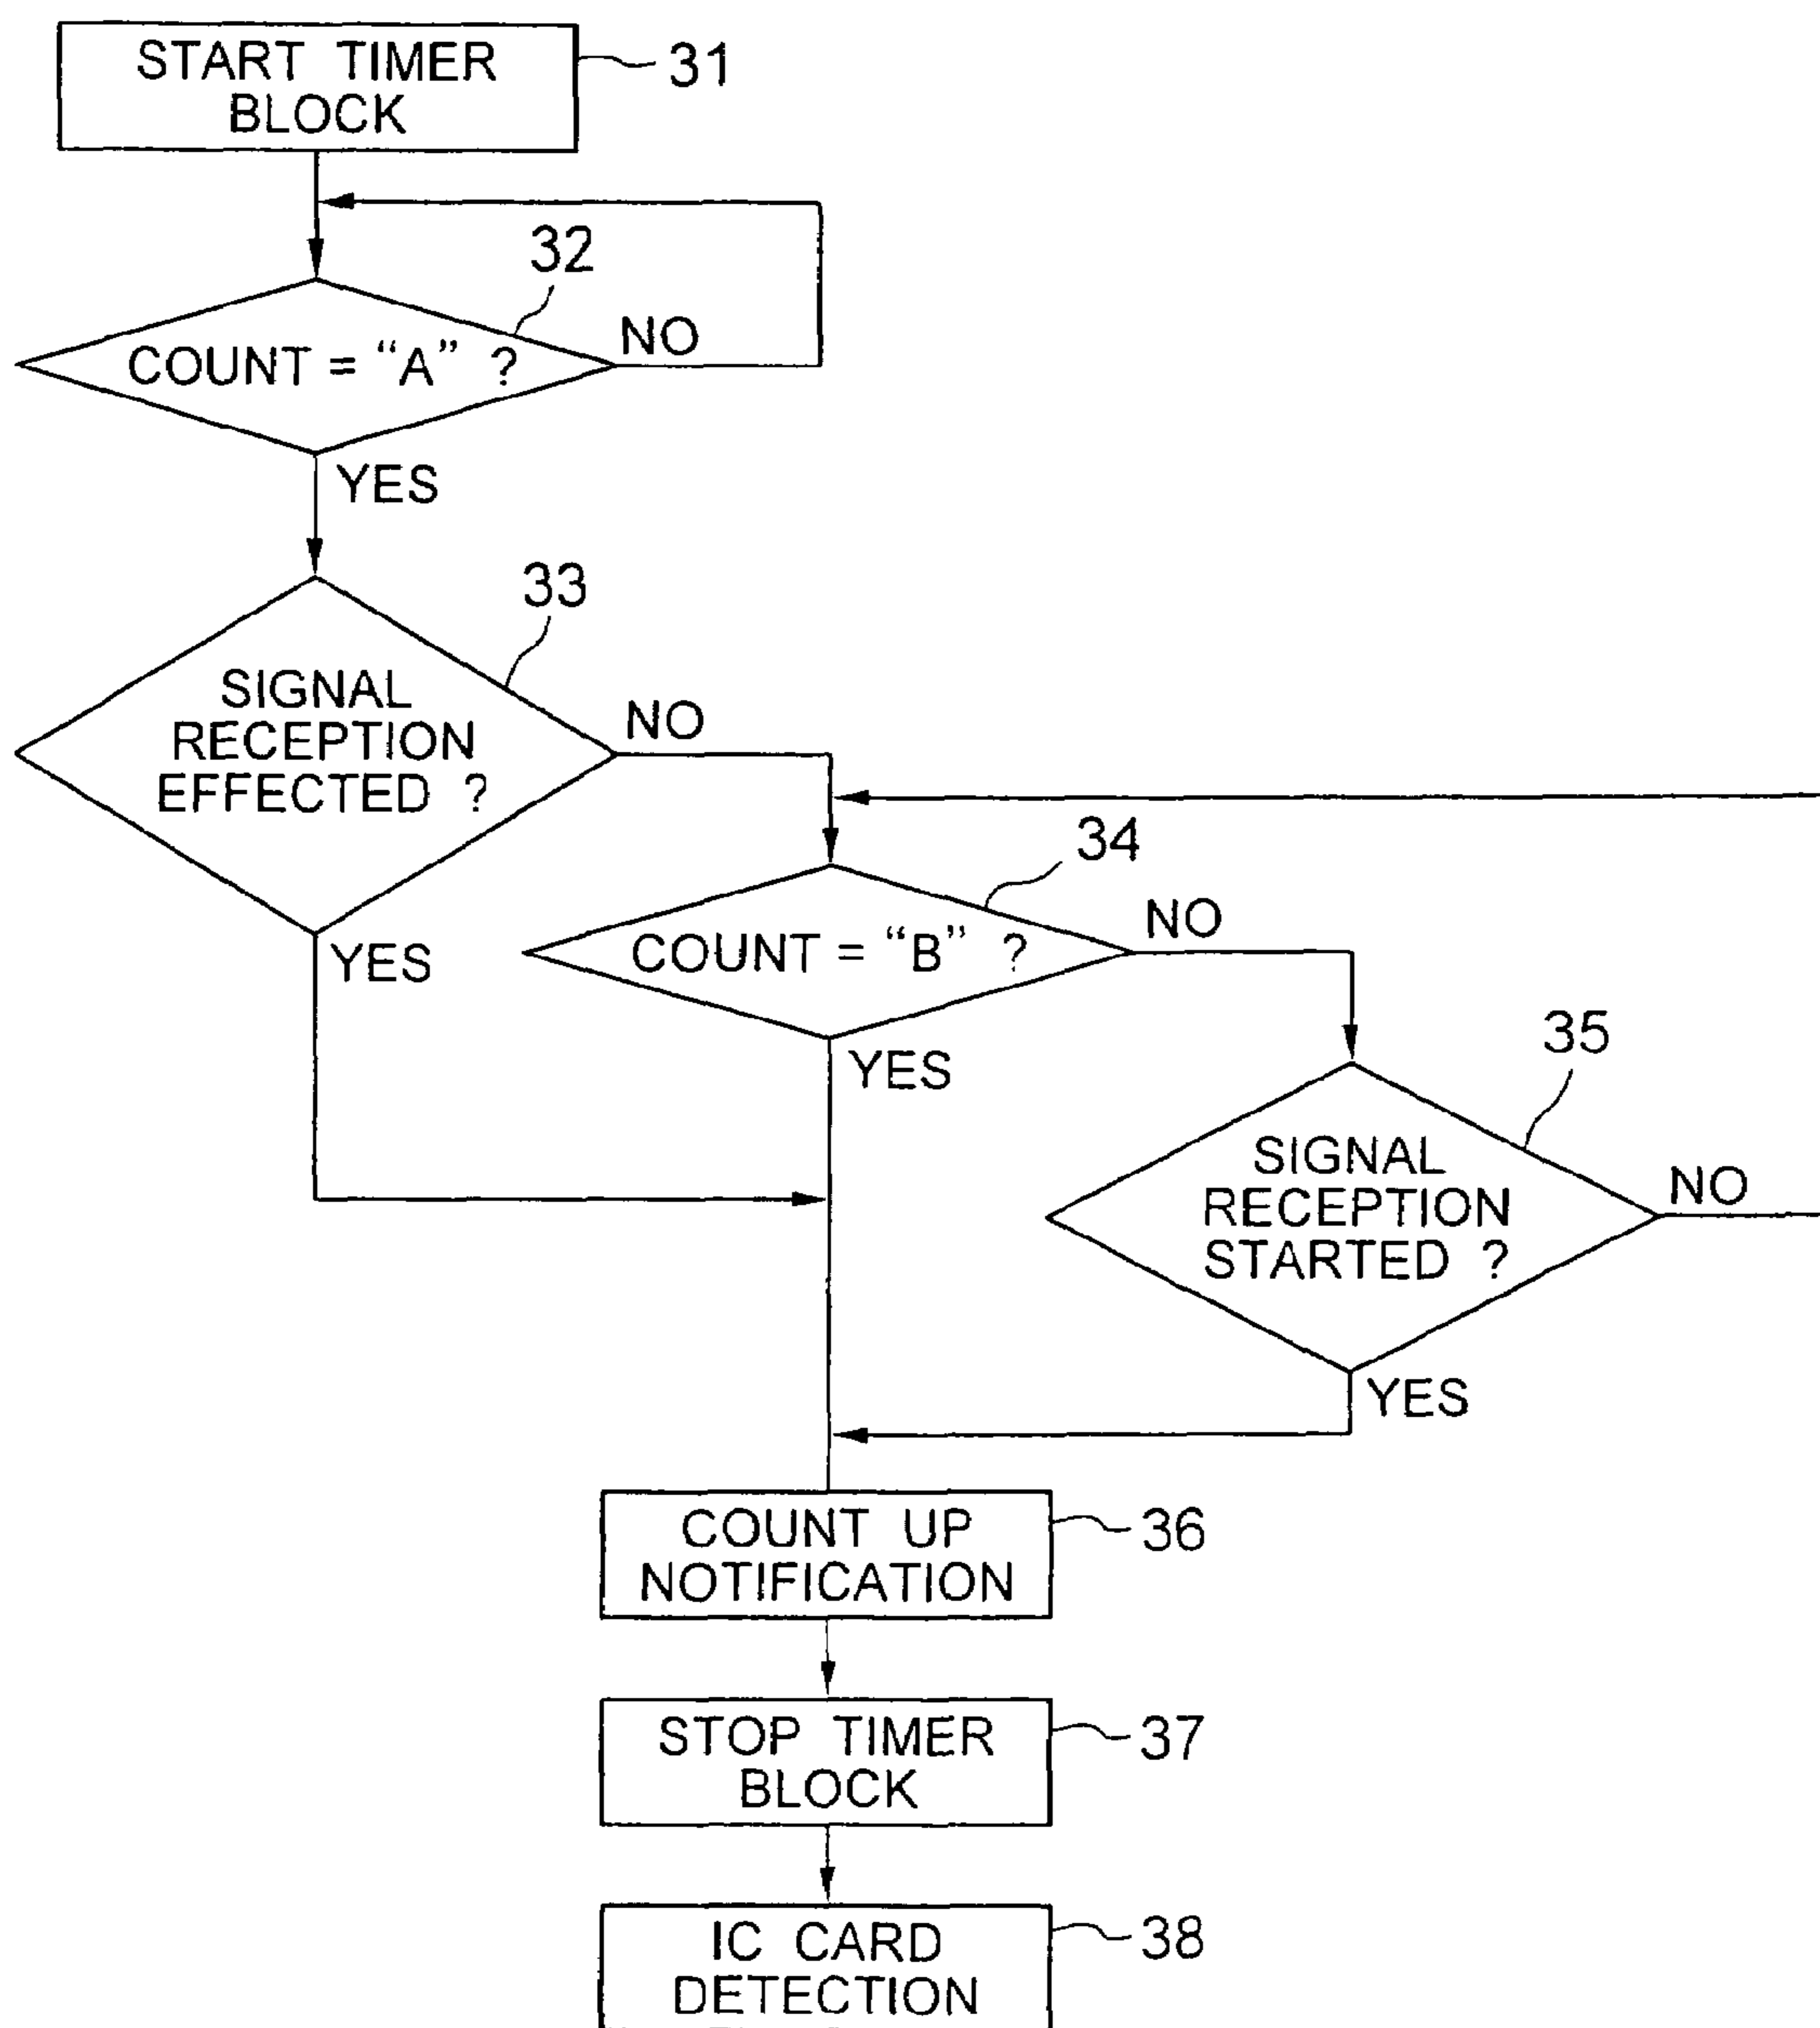 START TIMER
BLOCK
31
32
COUNT = “A” ?
NO
YES
33
SIGNAL
RECEPTION
EFFECTED ?
NO
YES
34
COUNT = “B” ?
NO
YES
35
SIGNAL
RECEPTION
STARTED ?
NO
YES
COUNT UP
NOTIFICATION
36
STOP TIMER
BLOCK
37
IC CARD
DETECTION
38